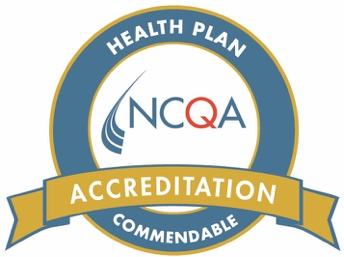 HEALTH PLAN
NCQA
ACCREDITATION
COMMENDABLE